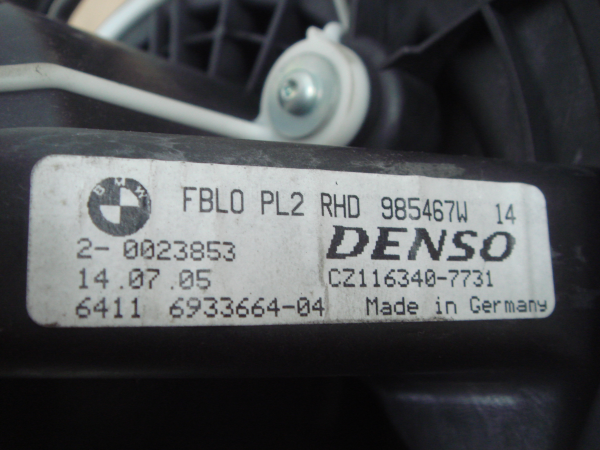 BMW FBLO PL2 RHD 985467W 14
2- 0023853 DENSO
14.07.05 CZ116340-7731
6411 6933664-04 Made in Germany